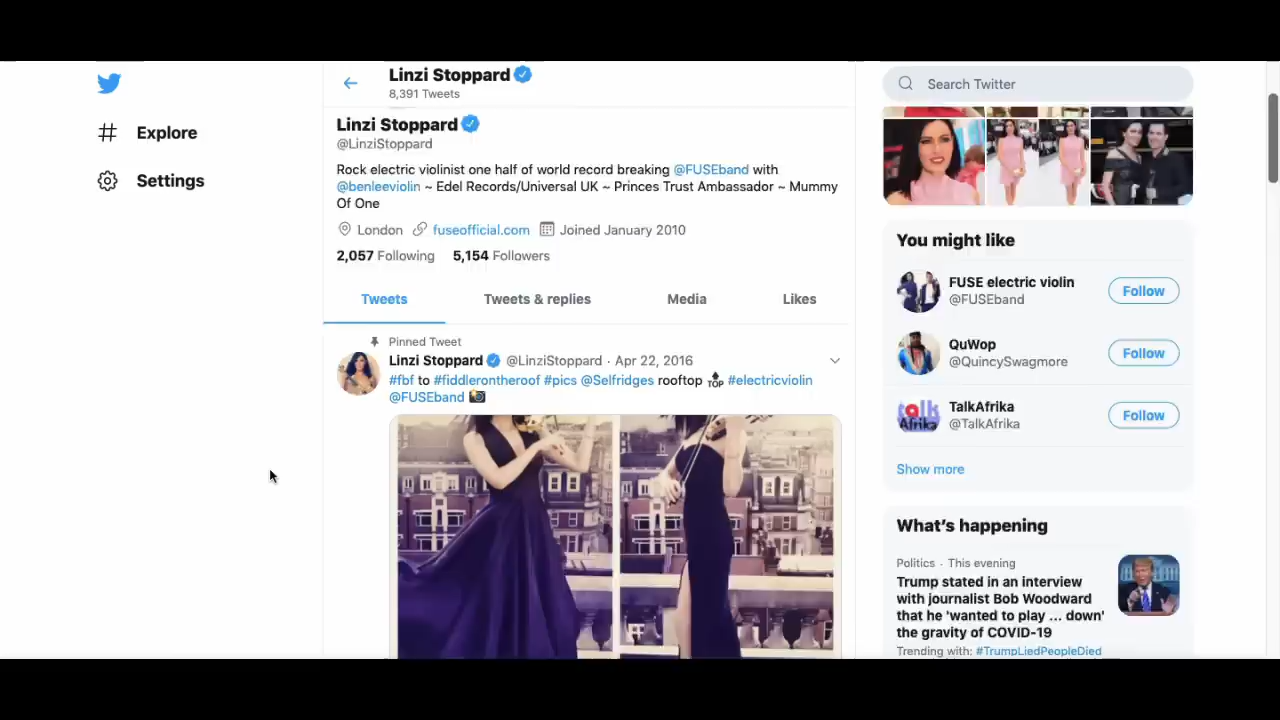 Explore
Settings
Linzi Stoppard
8,391 Tweets
Linzi Stoppard
@LinziStoppard
Rock electric violinist one half of world record breaking @FUSEband with
@benleeviolin ~ Edel Records/Universal UK ~ Princes Trust Ambassador ~ Mummy
Of One
London fuseofficial.com Joined January 2010
2,057 Following 5,154 Followers
Tweets Tweets & replies Media Likes
Pinned Tweet
Linzi Stoppard @LinziStoppard · Apr 22, 2016
#fbf to #fiddlerontheroof #pics @Selfridges rooftop 🔝 #electricviolin
@FUSEband 📸
Search Twitter
You might like
FUSE electric violin
@FUSEband
Follow
QuWop
@QuincySwagmore
Follow
talk
Afrika
TalkAfrika
@TalkAfrika
Follow
Show more
What's happening
Politics · This evening
Trump stated in an interview
with journalist Bob Woodward
that he 'wanted to play ... down'
the gravity of COVID-19
Trending with: #TrumpLiedPeopleDied